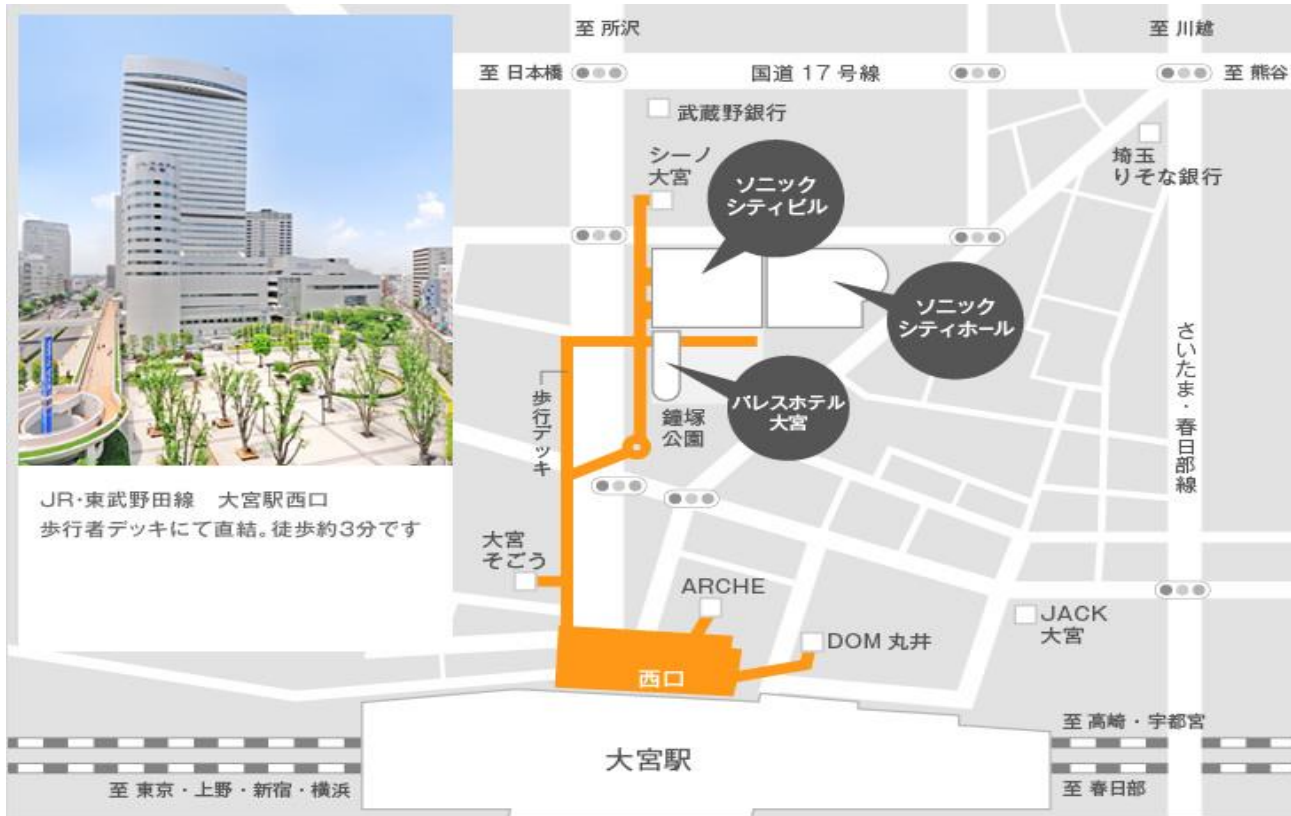 至 所沢
至 川越
至 日本橋
国道 17 号線
至 熊谷
武蔵野銀行
シーノ
大宮
ソニック
シティビル
埼玉
りそな銀行
ソニック
シティホール
さいたま・春日部線
歩行デッキ
鐘塚
公園
パレスホテル
大宮
JR・東武野田線 大宮駅西口
歩行者デッキにて直結。徒歩約3分です
大宮
そごう
ARCHE
JACK
大宮
DOM 丸井
西口
大宮駅
至 高崎・宇都宮
至 東京・上野・新宿・横浜
至 春日部